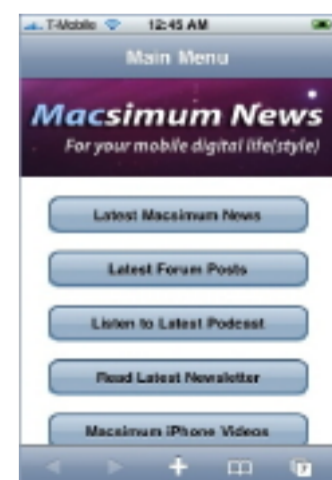 T-Mobile 12:45 AM
Main Menu
Macsimum News
For your mobile digital life(style)
Latest Macsimum News
Latest Forum Posts
Listen to Latest Podcast
Read Latest Newsletter
Macsimum iPhone Videos